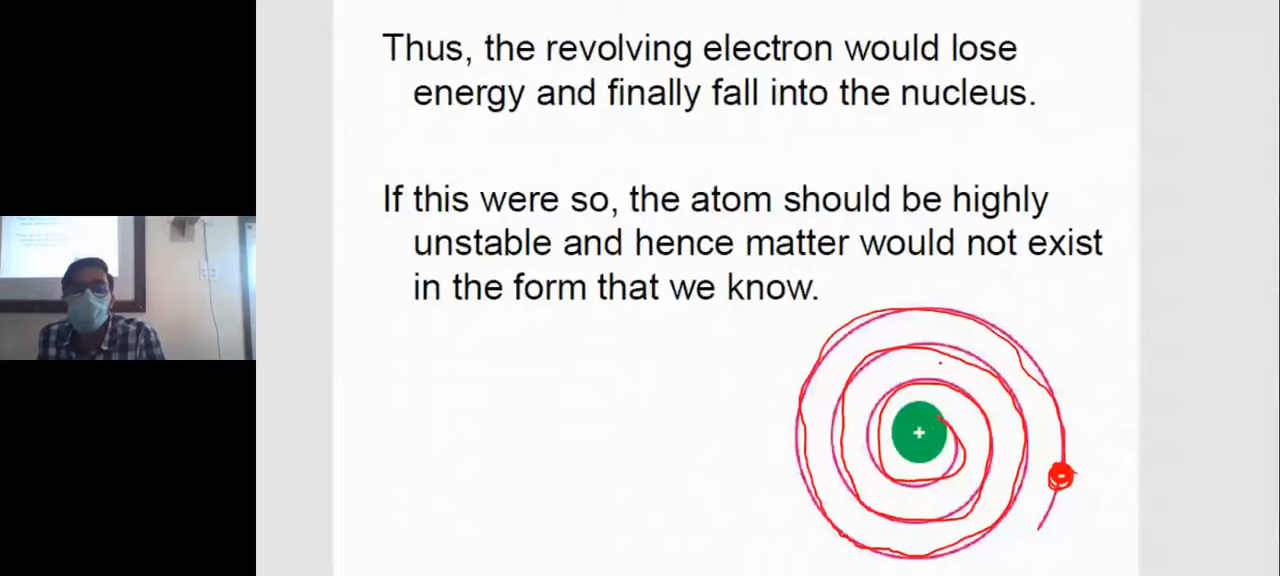 Thus, the revolving electron would lose
energy and finally fall into the nucleus.
If this were so, the atom should be highly
unstable and hence matter would not exist
in the form that we know.
+
-